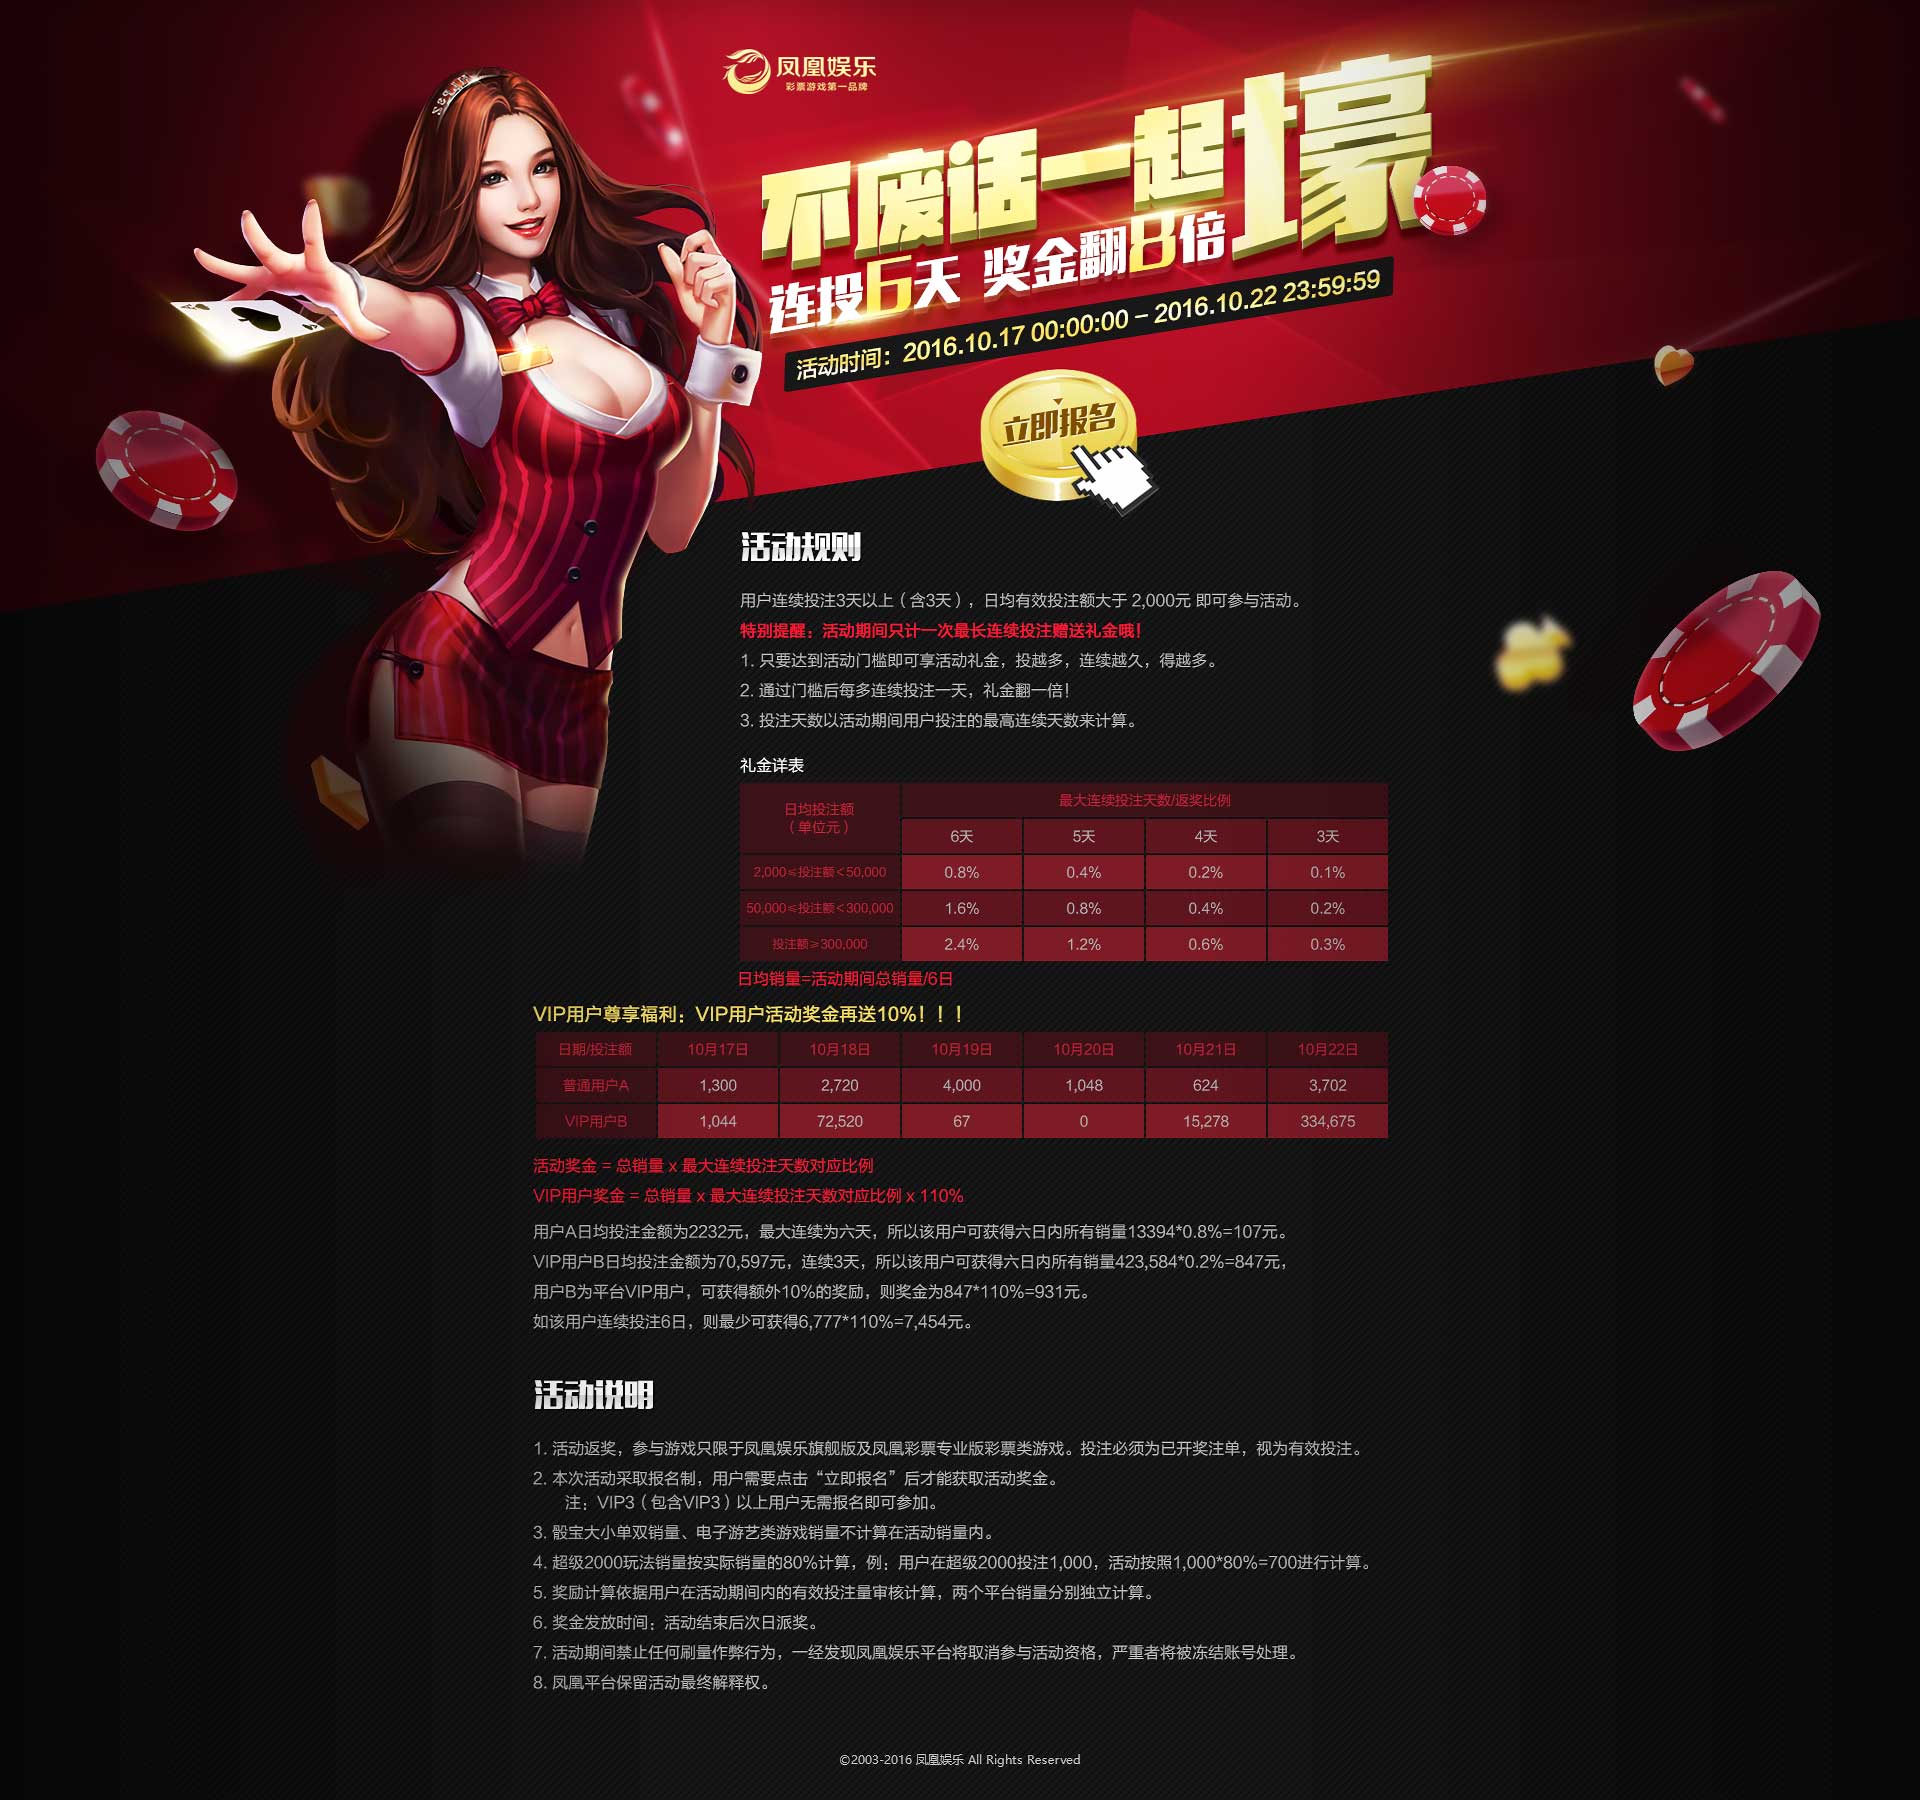 凤凰娱乐
彩票游戏第一品牌
不废话一起壕
连投6天 奖金翻8倍
活动时间：2016.10.17 00:00:00 – 2016.10.22 23:59:59
立即报名
活动规则
用户连续投注3天以上（含3天），日均有效投注额大于 2,000元 即可参与活动。
特别提醒：活动期间只计一次最长连续投注赠送礼金哦！
1. 只要达到活动门槛即可享活动礼金，投越多，连续越久，得越多。
2. 通过门槛后每多连续投注一天，礼金翻一倍！
3. 投注天数以活动期间用户投注的最高连续天数来计算。
礼金详表
日均投注额
（单位元）
最大连续投注天数/返奖比例
6天 5天 4天 3天
2,000≤投注额<50,000 0.8% 0.4% 0.2% 0.1%
50,000≤投注额<300,000 1.6% 0.8% 0.4% 0.2%
投注额≥300,000 2.4% 1.2% 0.6% 0.3%
日均销量=活动期间总销量/6日
VIP用户尊享福利：VIP用户活动奖金再送10%！！！
日期/投注额 10月17日 10月18日 10月19日 10月20日 10月21日 10月22日
普通用户A 1,300 2,720 4,000 1,048 624 3,702
VIP用户B 1,044 72,520 67 0 15,278 334,675
活动奖金 = 总销量 x 最大连续投注天数对应比例
VIP用户奖金 = 总销量 x 最大连续投注天数对应比例 x 110%
用户A日均投注金额为2232元，最大连续为六天，所以该用户可获得六日内所有销量13394*0.8%=107元。
VIP用户B日均投注金额为70,597元，连续3天，所以该用户可获得六日内所有销量423,584*0.2%=847元，
用户B为平台VIP用户，可获得额外10%的奖励，则奖金为847*110%=931元。
如该用户连续投注6日，则最少可获得6,777*110%=7,454元。
活动说明
1. 活动返奖，参与游戏只限于凤凰娱乐旗舰版及凤凰彩票专业版彩票类游戏。投注必须为已开奖注单，视为有效投注。
2. 本次活动采取报名制，用户需要点击“立即报名”后才能获取活动奖金。
注：VIP3（包含VIP3）以上用户无需报名即可参加。
3. 骰宝大小单双销量、电子游艺类游戏销量不计算在活动销量内。
4. 超级2000玩法销量按实际销量的80%计算，例：用户在超级2000投注1,000，活动按照1,000*80%=700进行计算。
5. 奖励计算依据用户在活动期间内的有效投注量审核计算，两个平台销量分别独立计算。
6. 奖金发放时间：活动结束后次日派奖。
7. 活动期间禁止任何刷量作弊行为，一经发现凤凰娱乐平台将取消参与活动资格，严重者将被冻结账号处理。
8. 凤凰平台保留活动最终解释权。
©2003-2016 凤凰娱乐 All Rights Reserved